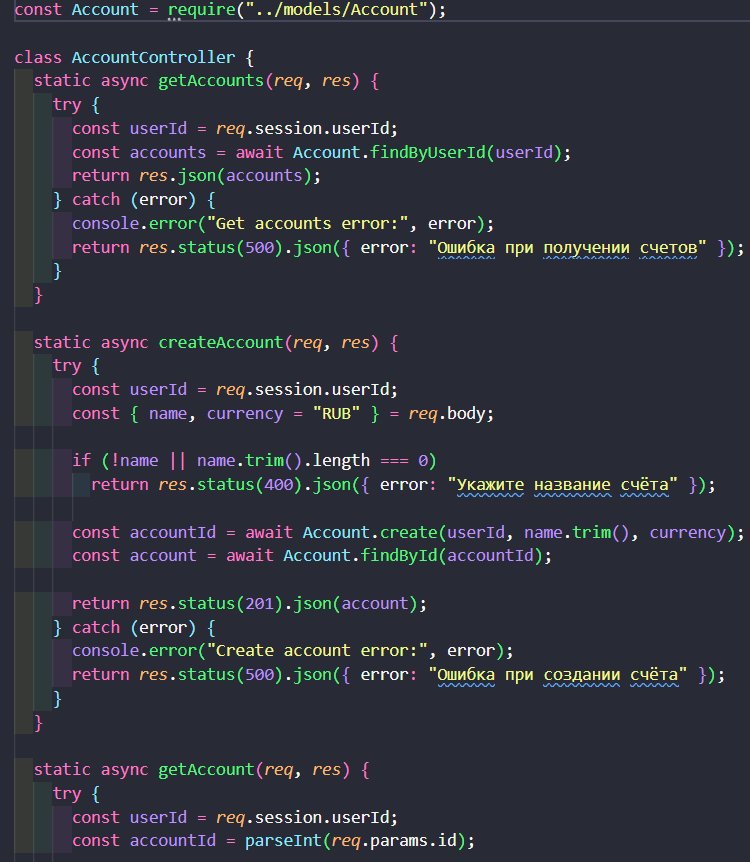 const Account = require("../models/Account");
class AccountController {
static async getAccounts(req, res) {
try {
const userId = req.session.userId;
const accounts = await Account.findByUserId(userId);
return res.json(accounts);
} catch (error) {
console.error("Get accounts error:", error);
return res.status(500).json({ error: "Ошибка при получении счетов" });
}
}
static async createAccount(req, res) {
try {
const userId = req.session.userId;
const { name, currency = "RUB" } = req.body;
if (!name || name.trim().length === 0)
return res.status(400).json({ error: "Укажите название счёта" });
const accountId = await Account.create(userId, name.trim(), currency);
const account = await Account.findById(accountId);
return res.status(201).json(account);
} catch (error) {
console.error("Create account error:", error);
return res.status(500).json({ error: "Ошибка при создании счёта" });
}
}
static async getAccount(req, res) {
try {
const userId = req.session.userId;
const accountId = parseInt(req.params.id);